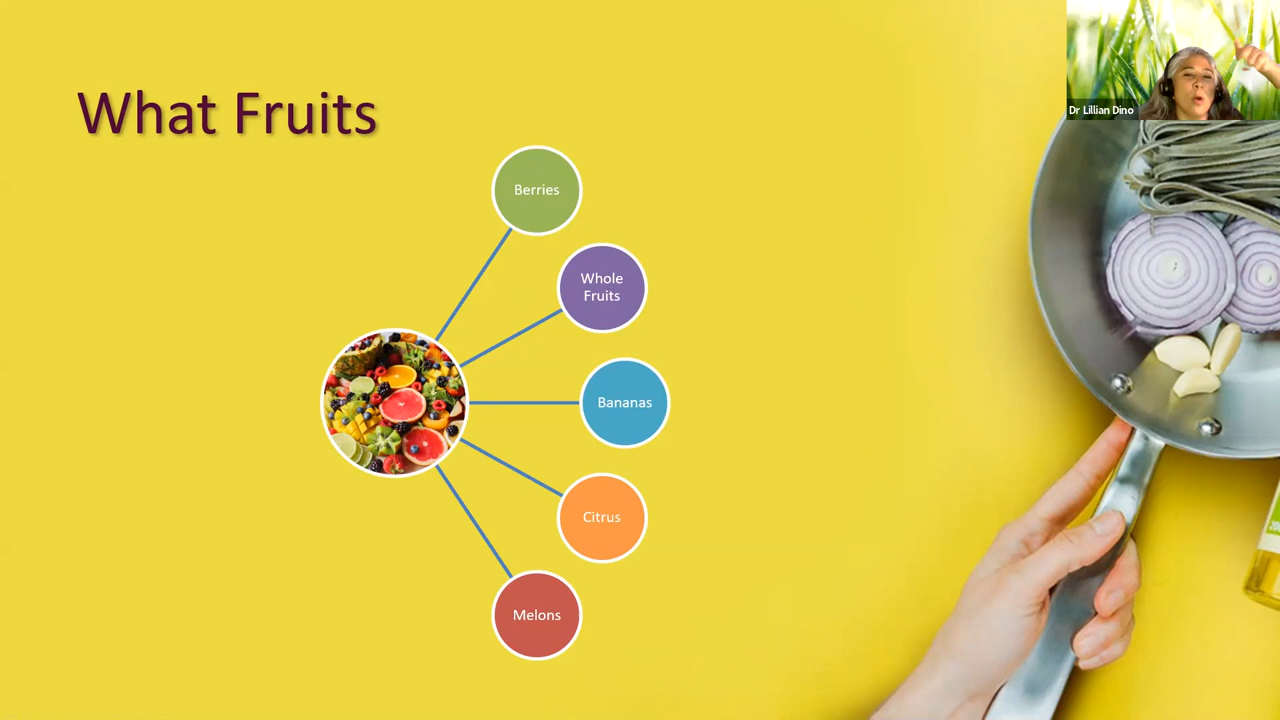 What Fruits
Dr Lillian Dino
Berries
Whole
Fruits
Bananas
Citrus
Melons